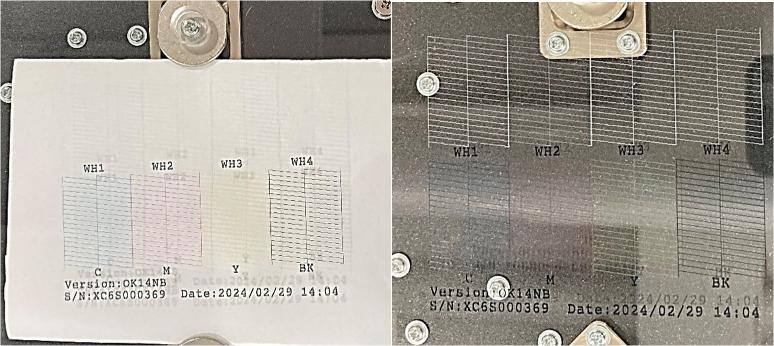 WH1 WH2 WH3 WH4
C M Y BK
Version:OK14NB
S/N:XC6S000369 Date:2024/02/29 14:04
WH1 WH2 WH3 WH4
C M Y BK
Version:OK14NB
S/N:XC6S000369 Date:2024/02/29 14:04